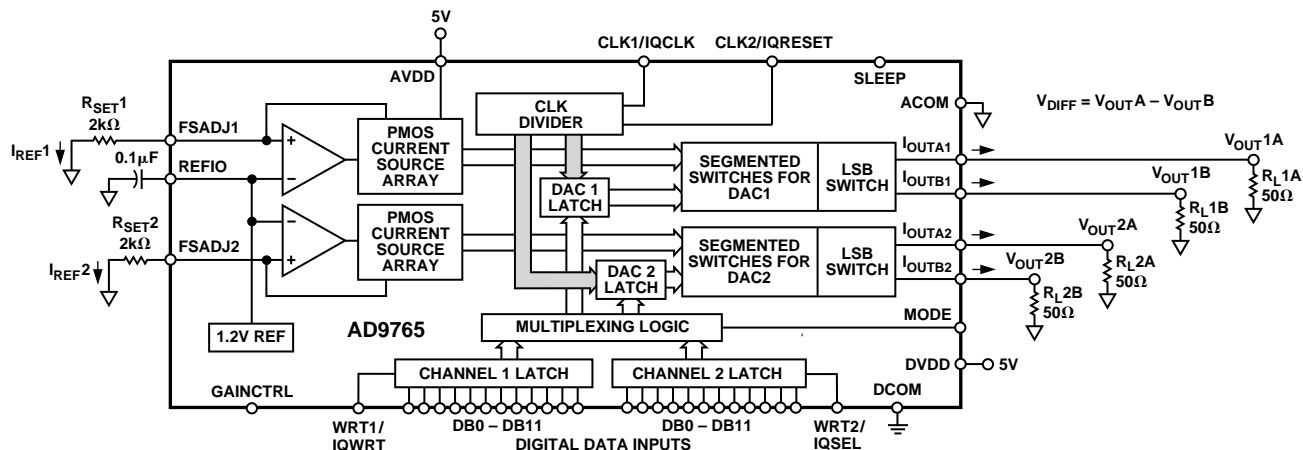 5V
CLK1/IQCLK
CLK2/IQRESET
SLEEP
AVDD
ACOM
V_DIFF = V_OUTA – V_OUTB
R_SET1
2kΩ
FSADJ1
I_REF1
0.1µF
REFIO
R_SET2
2kΩ
FSADJ2
I_REF2
+
–
–
+
PMOS
CURRENT
SOURCE
ARRAY
PMOS
CURRENT
SOURCE
ARRAY
CLK
DIVIDER
DAC 1
LATCH
DAC 2
LATCH
SEGMENTED
SWITCHES FOR
DAC1
LSB
SWITCH
SEGMENTED
SWITCHES FOR
DAC2
LSB
SWITCH
I_OUTA1
I_OUTB1
I_OUTA2
I_OUTB2
V_OUT1A
V_OUT1B
V_OUT2A
V_OUT2B
R_L1A
50Ω
R_L1B
50Ω
R_L2A
50Ω
R_L2B
50Ω
1.2V REF
AD9765
MULTIPLEXING LOGIC
MODE
CHANNEL 1 LATCH
CHANNEL 2 LATCH
DVDD
5V
DCOM
GAINCTRL
WRT1/
IQWRT
DB0 – DB11
DB0 – DB11
DIGITAL DATA INPUTS
WRT2/
IQSEL